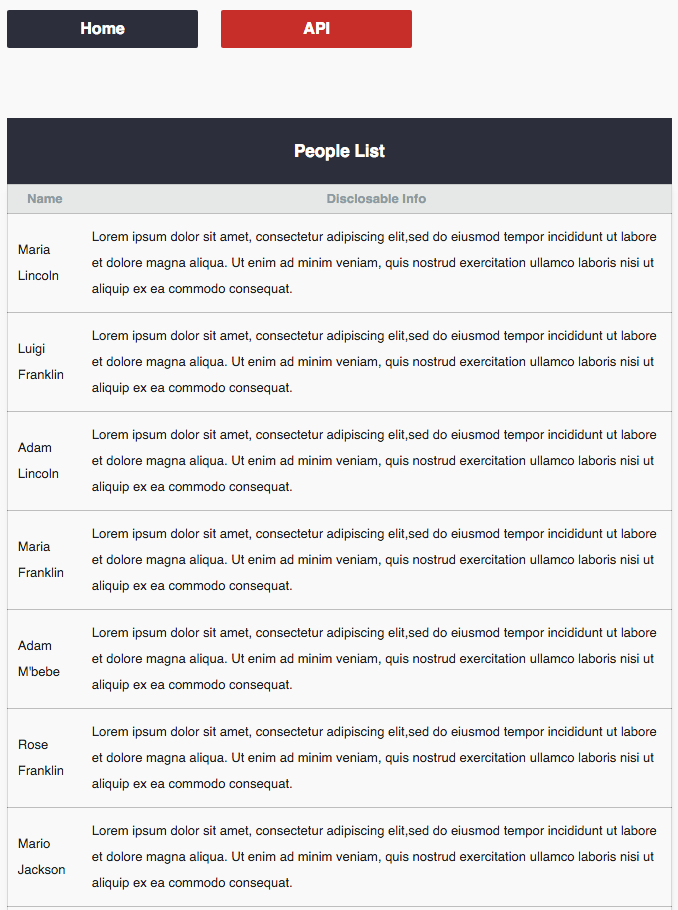 Home API
People List
Name Disclosable Info
Maria
Lincoln
Lorem ipsum dolor sit amet, consectetur adipiscing elit,sed do eiusmod tempor incididunt ut labore
et dolore magna aliqua. Ut enim ad minim veniam, quis nostrud exercitation ullamco laboris nisi ut
aliquip ex ea commodo consequat.
Luigi
Franklin
Lorem ipsum dolor sit amet, consectetur adipiscing elit,sed do eiusmod tempor incididunt ut labore
et dolore magna aliqua. Ut enim ad minim veniam, quis nostrud exercitation ullamco laboris nisi ut
aliquip ex ea commodo consequat.
Adam
Lincoln
Lorem ipsum dolor sit amet, consectetur adipiscing elit,sed do eiusmod tempor incididunt ut labore
et dolore magna aliqua. Ut enim ad minim veniam, quis nostrud exercitation ullamco laboris nisi ut
aliquip ex ea commodo consequat.
Maria
Franklin
Lorem ipsum dolor sit amet, consectetur adipiscing elit,sed do eiusmod tempor incididunt ut labore
et dolore magna aliqua. Ut enim ad minim veniam, quis nostrud exercitation ullamco laboris nisi ut
aliquip ex ea commodo consequat.
Adam
M'bebe
Lorem ipsum dolor sit amet, consectetur adipiscing elit,sed do eiusmod tempor incididunt ut labore
et dolore magna aliqua. Ut enim ad minim veniam, quis nostrud exercitation ullamco laboris nisi ut
aliquip ex ea commodo consequat.
Rose
Franklin
Lorem ipsum dolor sit amet, consectetur adipiscing elit,sed do eiusmod tempor incididunt ut labore
et dolore magna aliqua. Ut enim ad minim veniam, quis nostrud exercitation ullamco laboris nisi ut
aliquip ex ea commodo consequat.
Mario
Jackson
Lorem ipsum dolor sit amet, consectetur adipiscing elit,sed do eiusmod tempor incididunt ut labore
et dolore magna aliqua. Ut enim ad minim veniam, quis nostrud exercitation ullamco laboris nisi ut
aliquip ex ea commodo consequat.